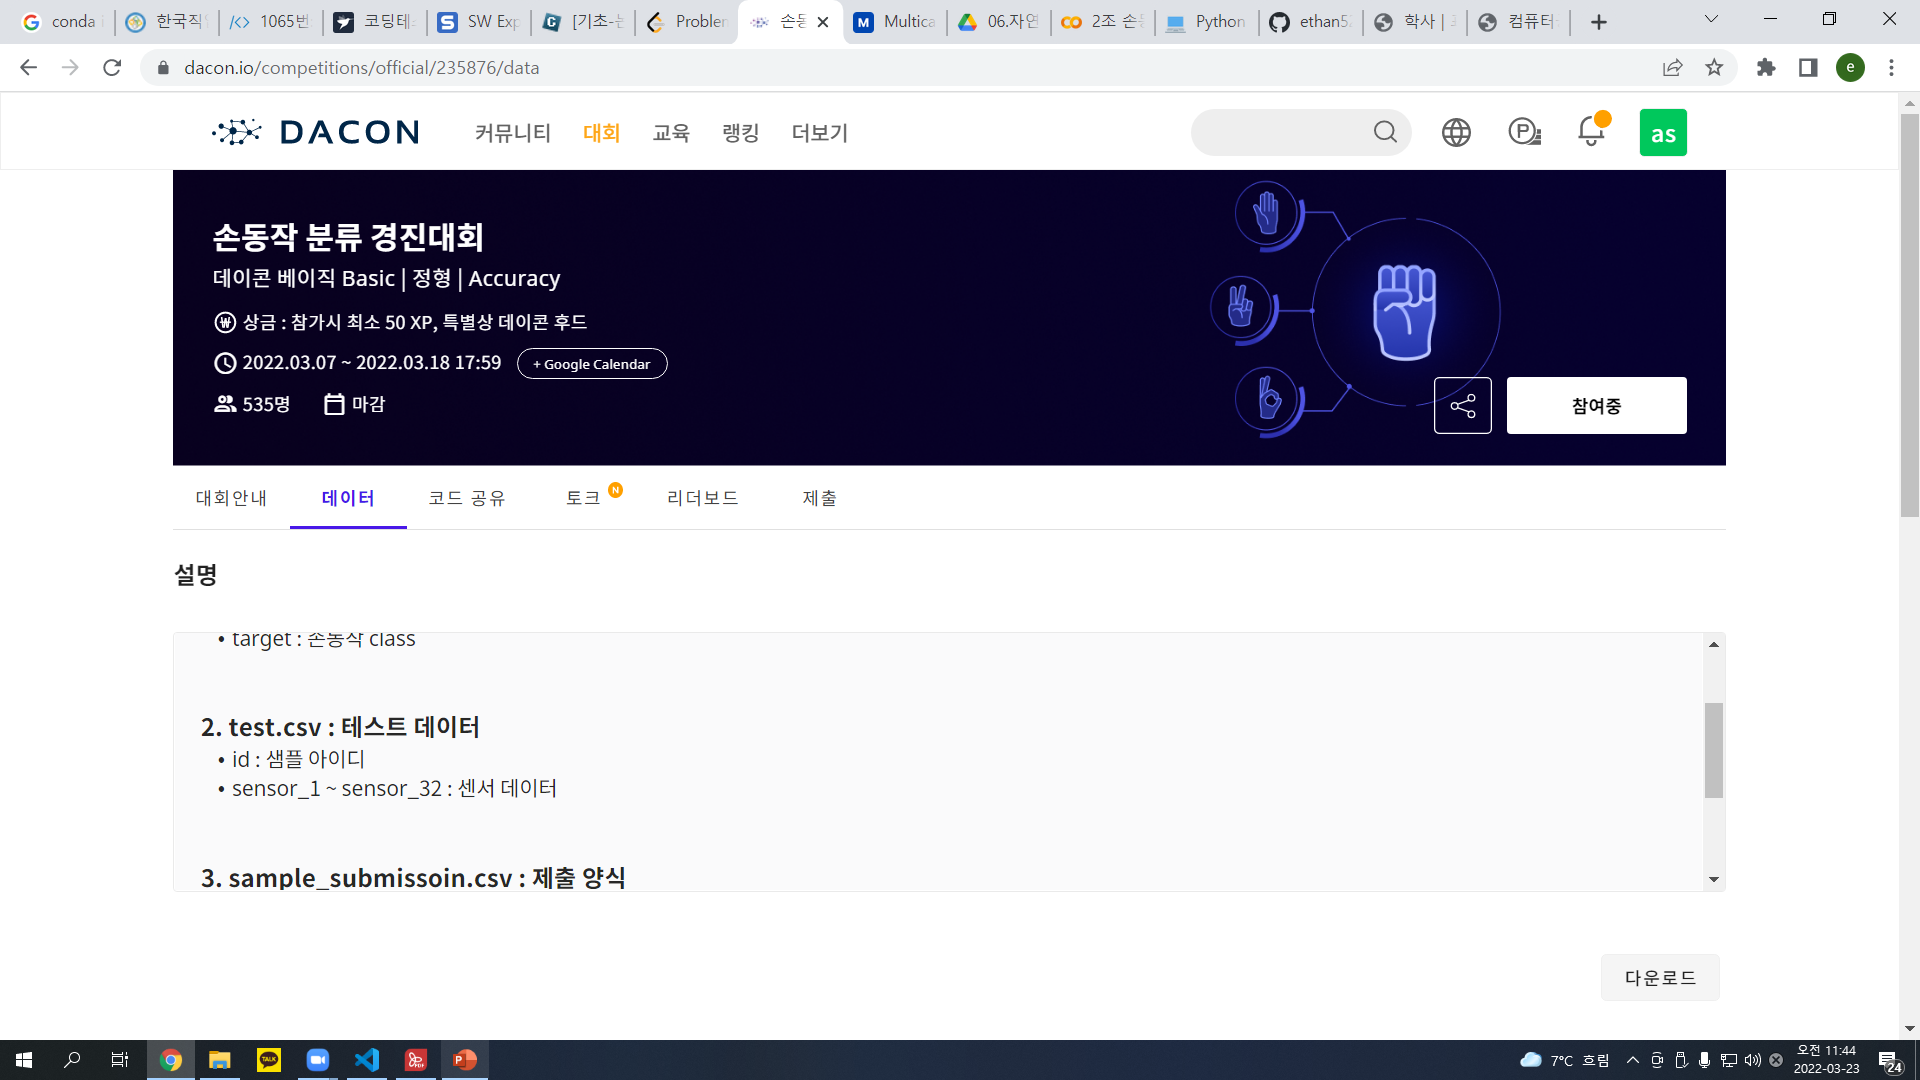 conda
한국직
1065번
코딩테
SW Exp
[기초-
Problem
손동
Multica
06.자연
2조 손
Python
ethan5
학사 |
컴퓨터
dacon.io/competitions/official/235876/data
e
DACON
커뮤니티
대회
교육
랭킹
더보기
as
손동작 분류 경진대회
데이콘 베이직 Basic | 정형 | Accuracy
상금 : 참가시 최소 50 XP, 특별상 데이콘 후드
2022.03.07 ~ 2022.03.18 17:59
+ Google Calendar
535명
마감
참여중
대회안내
데이터
코드 공유
토크
N
리더보드
제출
설명
• target : 손동작 class
2. test.csv : 테스트 데이터
• id : 샘플 아이디
• sensor_1 ~ sensor_32 : 센서 데이터
3. sample_submissoin.csv : 제출 양식
다운로드
TALK
7°C 흐림
오전 11:44
2022-03-23
24